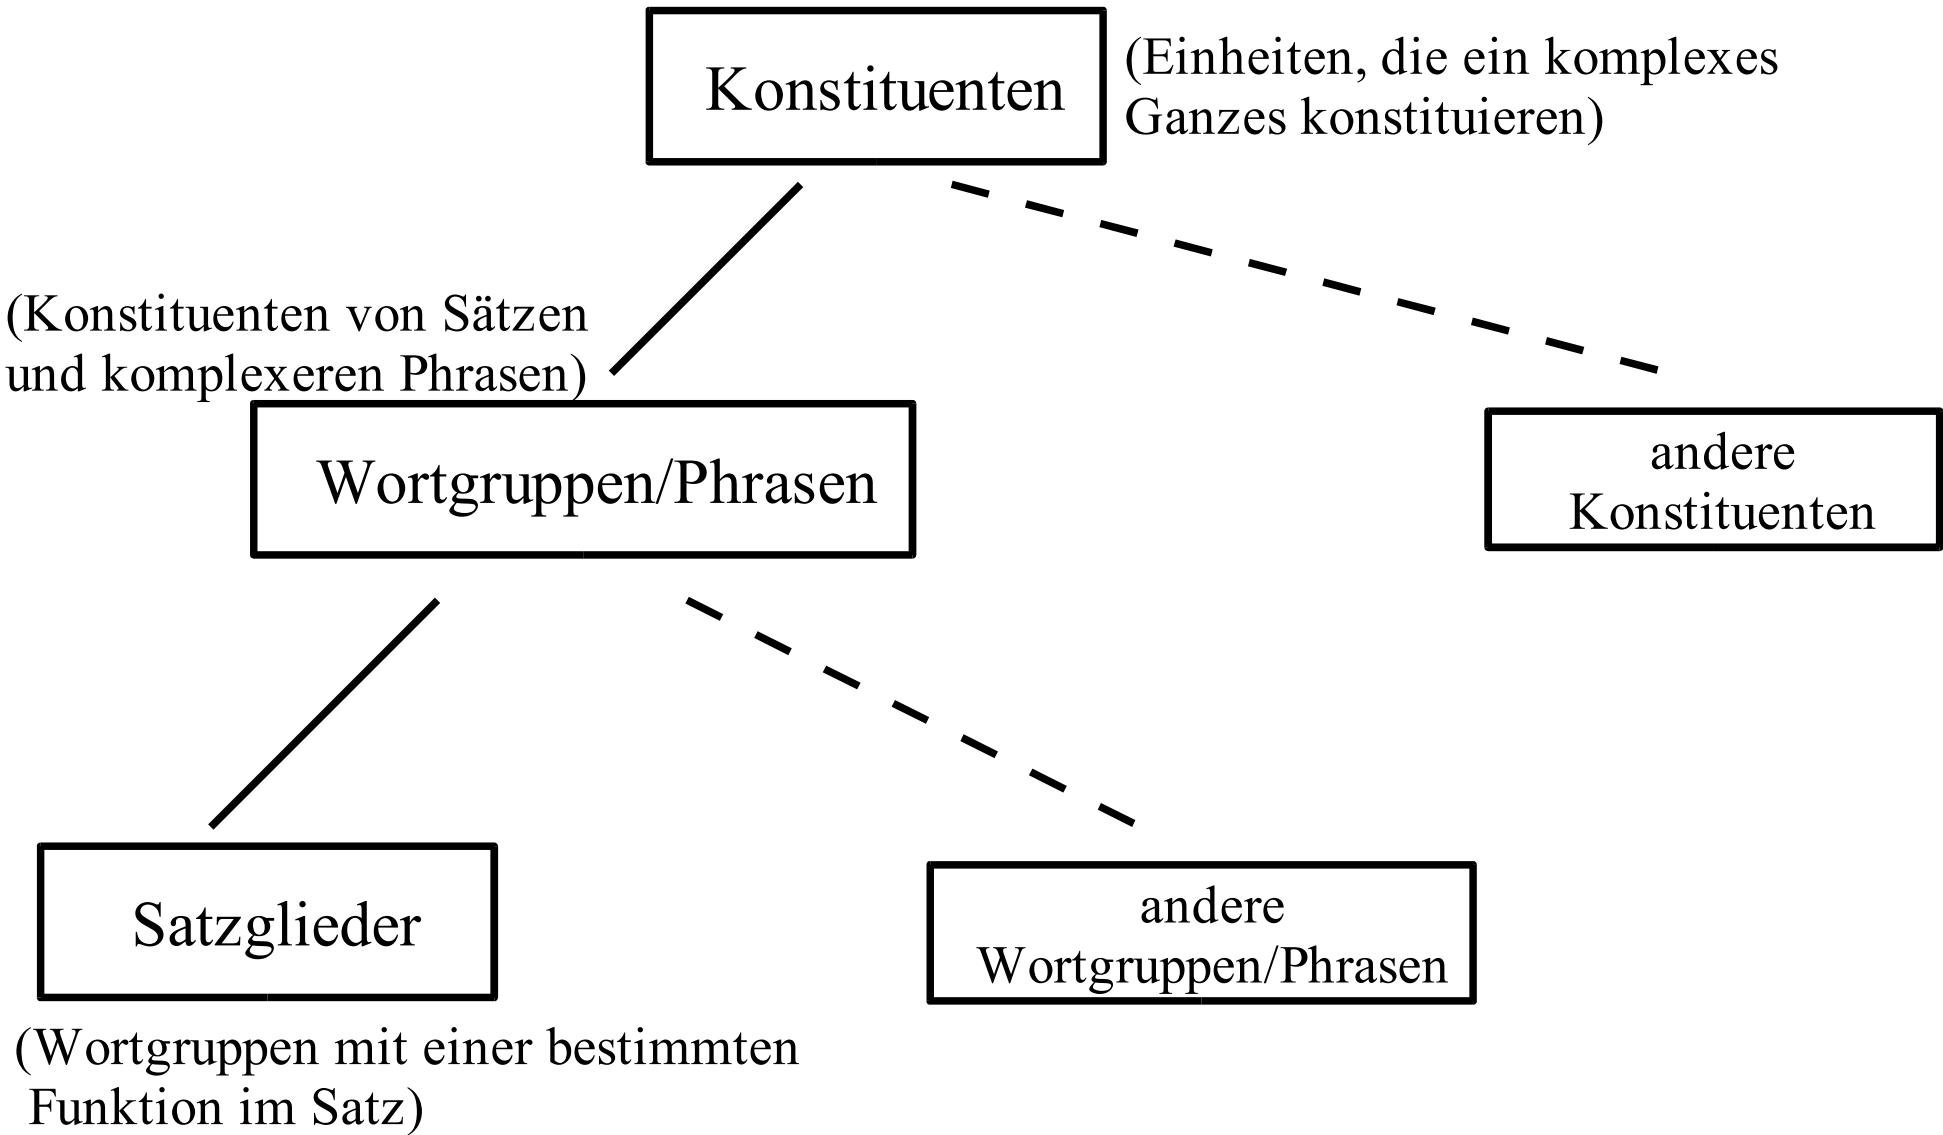 Konstituenten
(Einheiten, die ein komplexes
Ganzes konstituieren)
(Konstituenten von Sätzen
und komplexeren Phrasen)
Wortgruppen/Phrasen
andere
Konstituenten
Satzglieder
(Wortgruppen mit einer bestimmten
Funktion im Satz)
andere
Wortgruppen/Phrasen